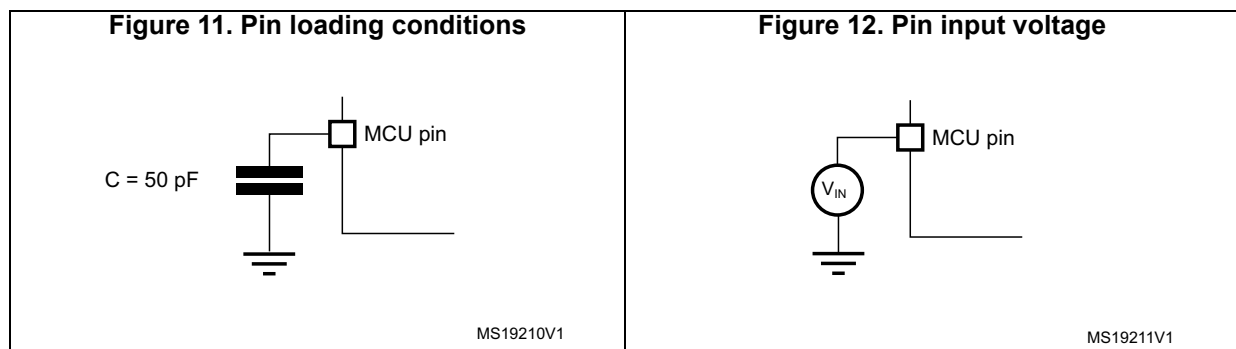 Figure 11. Pin loading conditions
MCU pin
C = 50 pF
MS19210V1
Figure 12. Pin input voltage
MCU pin
VIN
MS19211V1